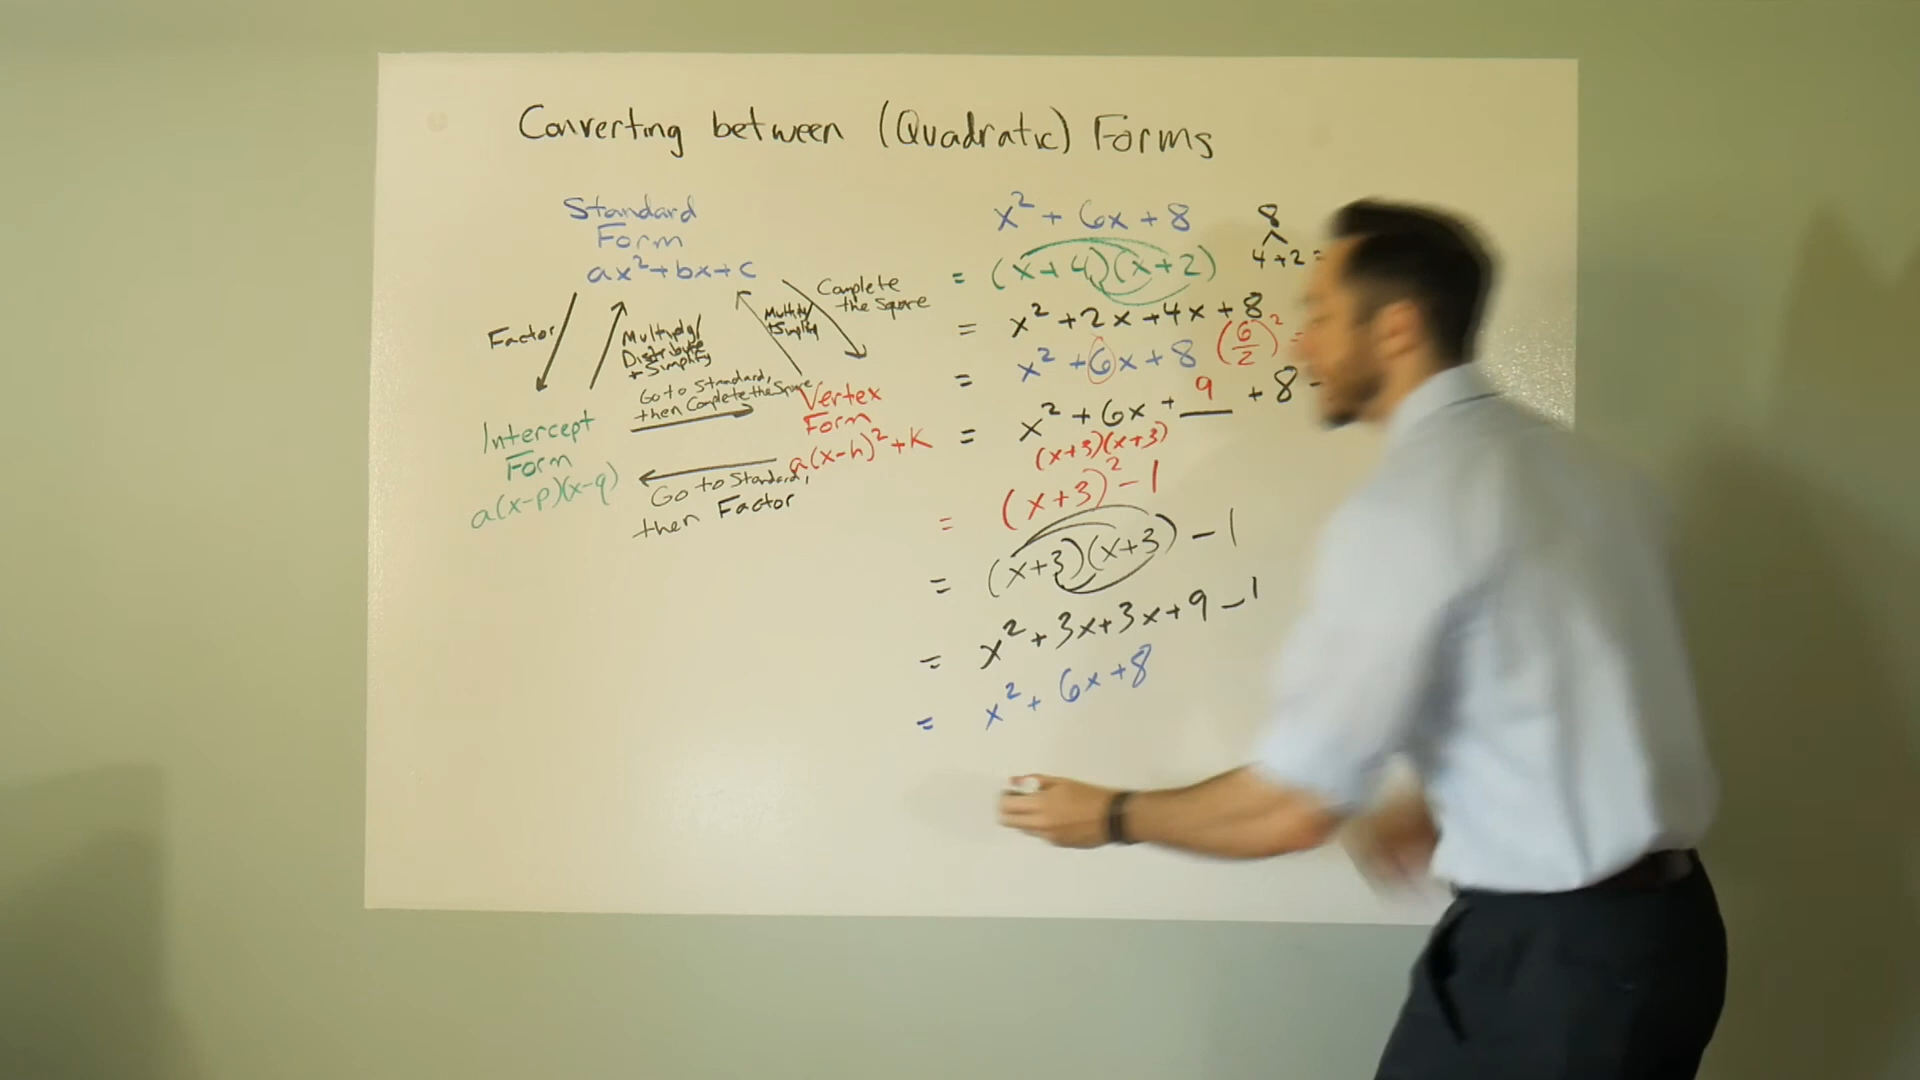 Converting between (Quadratic) Forms
Standard
Form
ax²+bx+c
Factor
Multiply/
Distribute
+ Simplify
Multiply
+Simplify
Complete
the Square
Go to Standard,
then Complete the Square
Intercept
Form
a(x-p)(x-q)
Vertex
Form
a(x-h)²+k
Go to Standard,
then Factor
x² + 6x + 8
= (x+4)(x+2)
8
4+2=
= x² + 2x + 4x + 8
= x² + 6x + 8 (6/2)² =
= x² + 6x + 9 + 8 -
(x+3)(x+3)
= (x+3)² - 1
= (x+3)(x+3) - 1
= x² + 3x + 3x + 9 - 1
= x² + 6x + 8